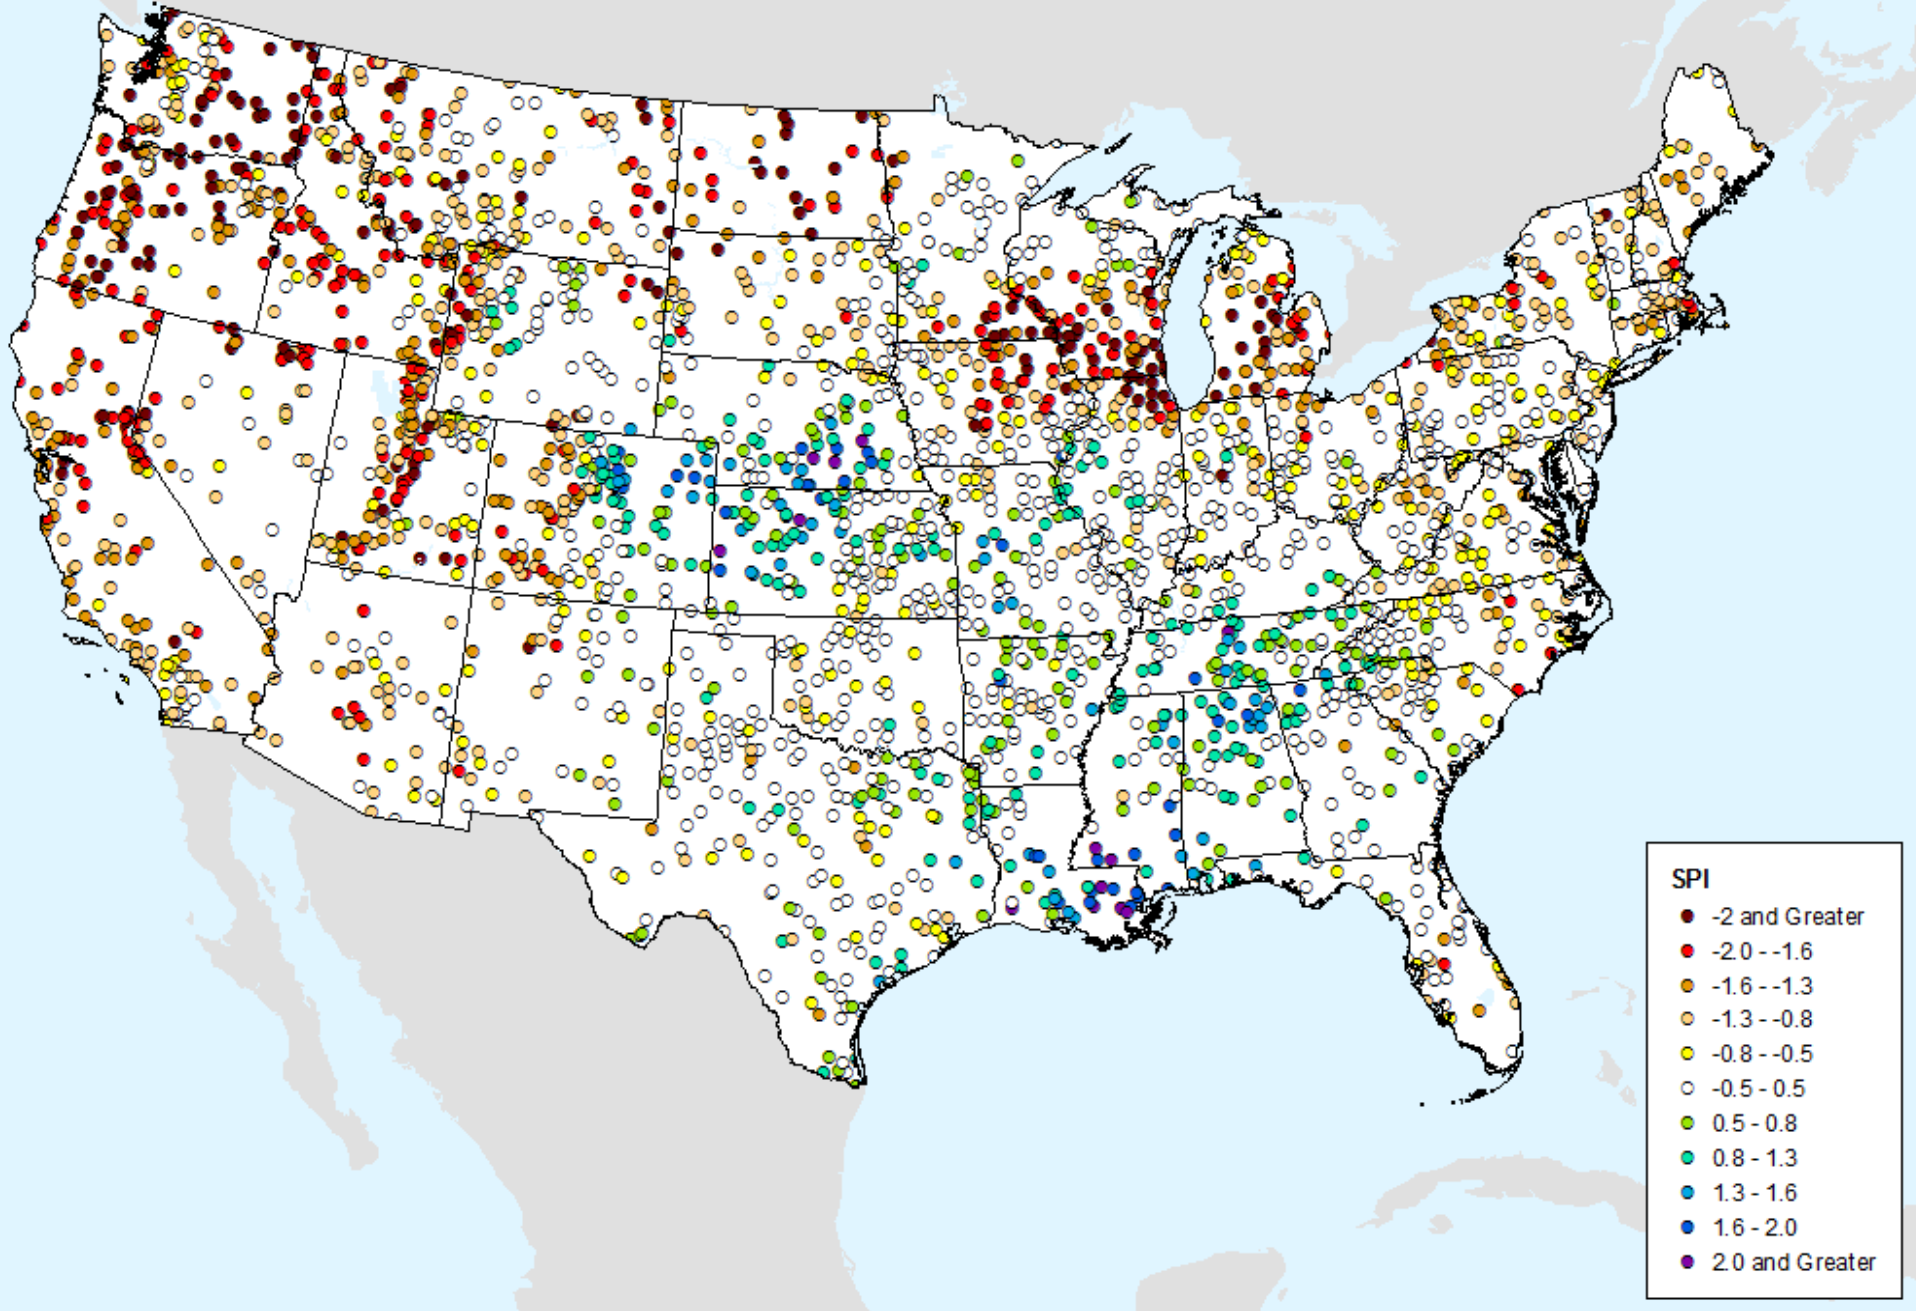 SPI
-2 and Greater
-2.0 - -1.6
-1.6 - -1.3
-1.3 - -0.8
-0.8 - -0.5
-0.5 - 0.5
0.5 - 0.8
0.8 - 1.3
1.3 - 1.6
1.6 - 2.0
2.0 and Greater